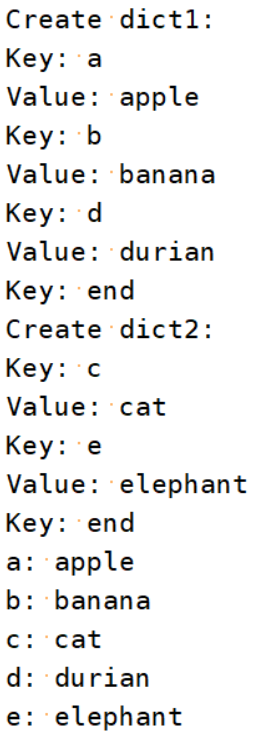 Create dict1:
Key: a
Value: apple
Key: b
Value: banana
Key: d
Value: durian
Key: end
Create dict2:
Key: c
Value: cat
Key: e
Value: elephant
Key: end
a: apple
b: banana
c: cat
d: durian
e: elephant